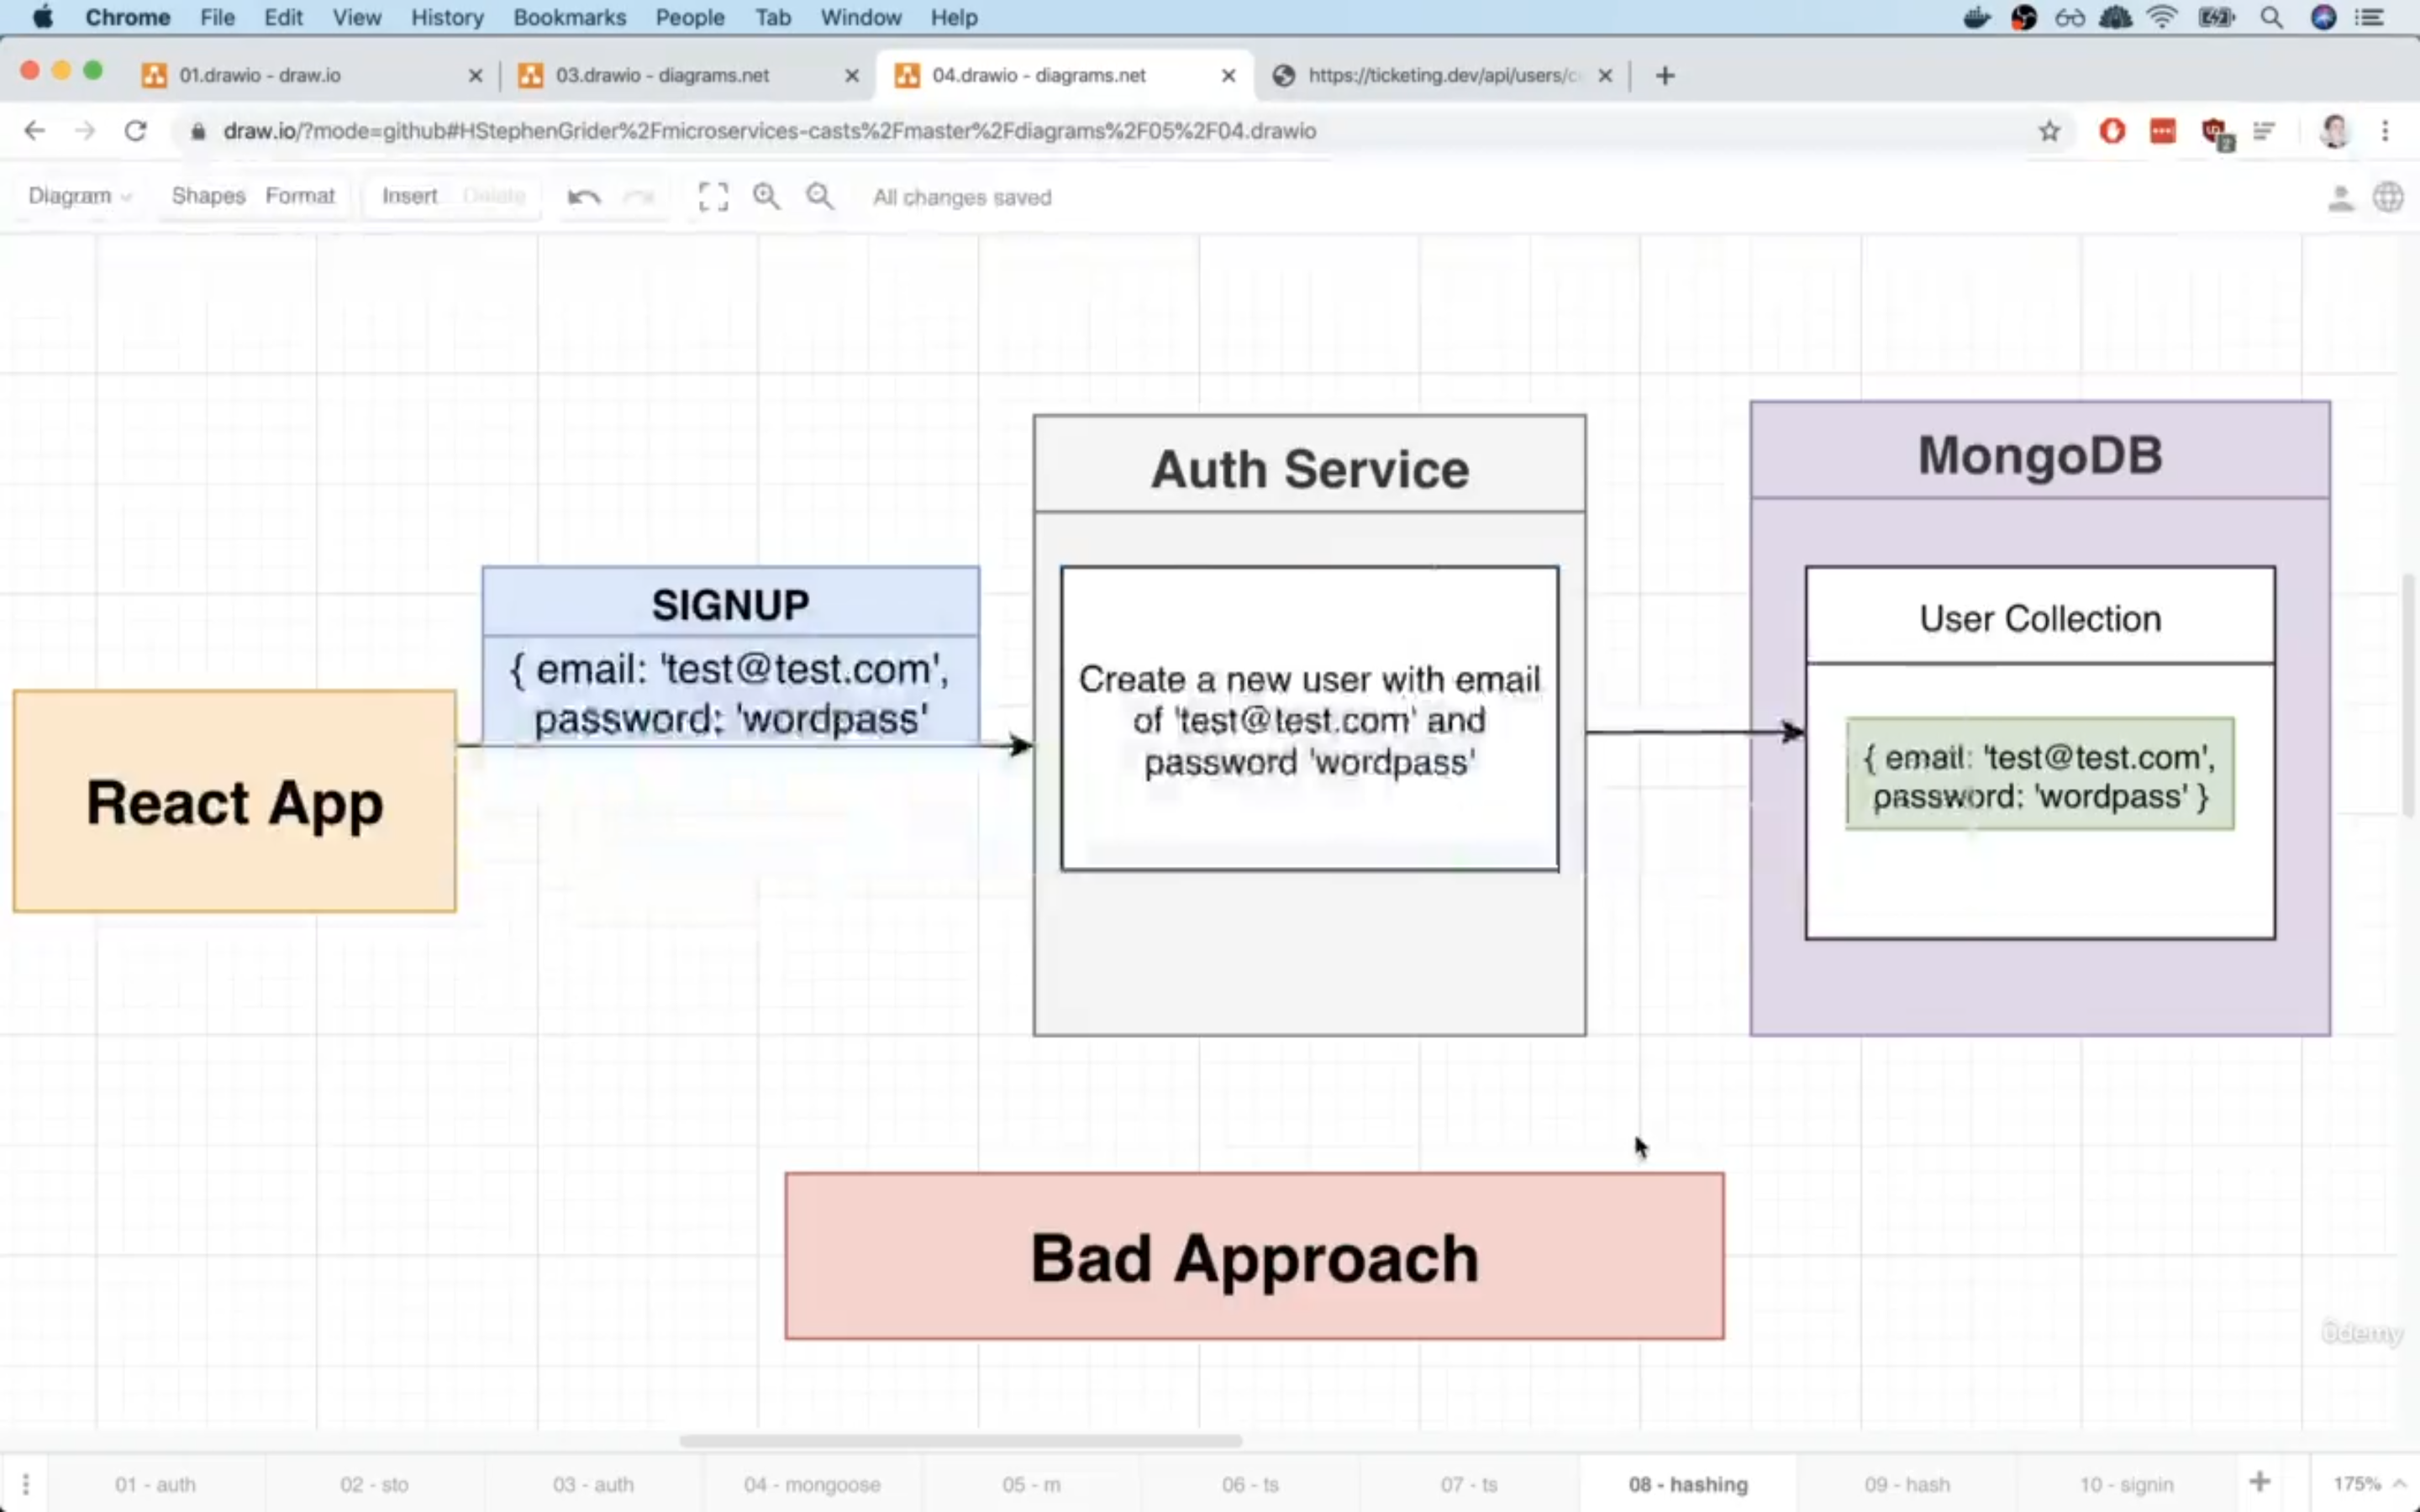 Chrome File Edit View History Bookmarks People Tab Window Help
01.drawio - draw.io
03.drawio - diagrams.net
04.drawio - diagrams.net
https://ticketing.dev/api/users/c
draw.io/?mode=github#HStephenGrider%2Fmicroservices-casts%2Fmaster%2Fdiagrams%2F05%2F04.drawio
Diagram Shapes Format Insert Delete All changes saved
React App
SIGNUP
{ email: 'test@test.com',
password: 'wordpass'
Auth Service
Create a new user with email
of 'test@test.com' and
password 'wordpass'
MongoDB
User Collection
{ email: 'test@test.com',
password: 'wordpass' }
Bad Approach
ûdemy
01 - auth
02 - sto
03 - auth
04 - mongoose
05 - m
06 - ts
07 - ts
08 - hashing
09 - hash
10 - signin
175%